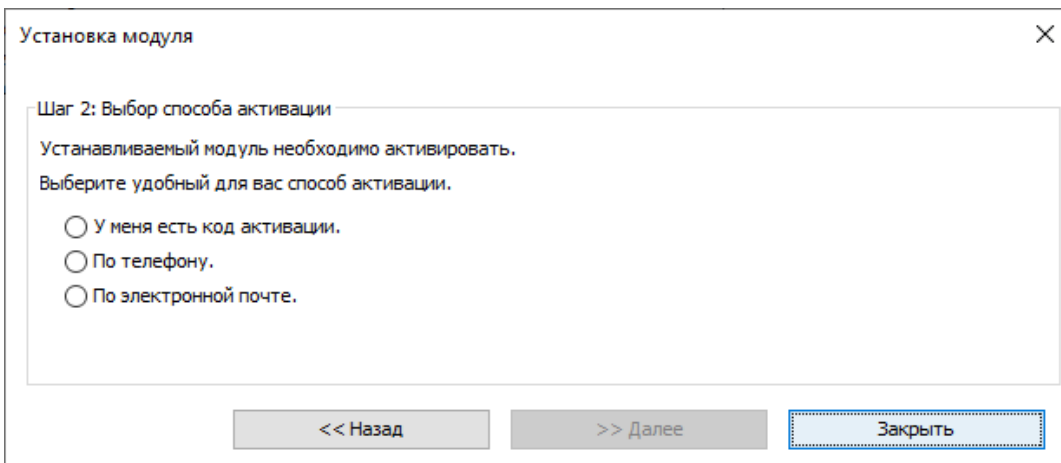 Установка модуля
Шаг 2: Выбор способа активации
Устанавливаемый модуль необходимо активировать.
Выберите удобный для вас способ активации.
У меня есть код активации.
По телефону.
По электронной почте.
<< Назад
>> Далее
Закрыть